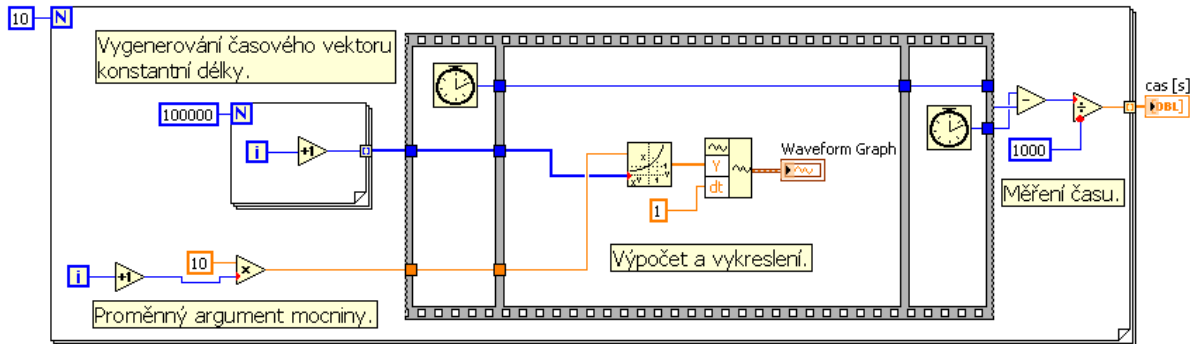 10
N
Vygenerování časového vektoru
konstantní délky.
100000
N
i
+1
cas [s]
DBL]
1000
Waveform Graph
Y
dt
1
Měření času.
Výpočet a vykreslení.
10
i
+1
Proměnný argument mocniny.